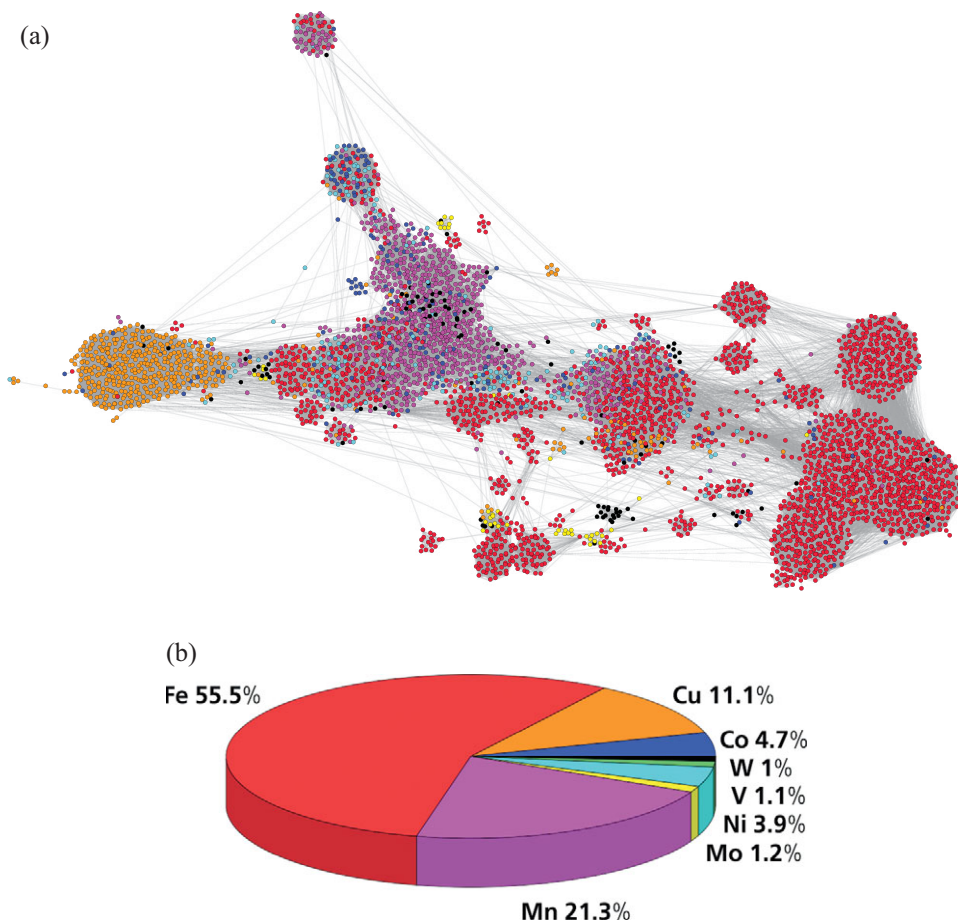 (a)
(b)
Fe 55.5%
Cu 11.1%
Co 4.7%
W 1%
V 1.1%
Ni 3.9%
Mo 1.2%
Mn 21.3%